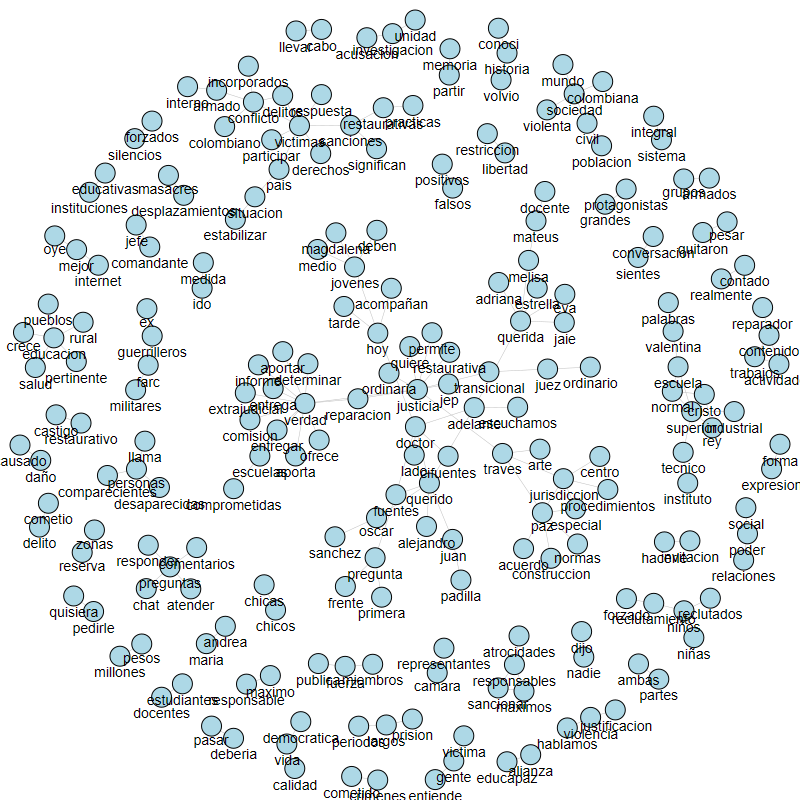 unidad
llevar
cabo
acusacion
investigacion
conoci
memoria
historia
incorporados
partir
volvio
mundo
colombiana
interno
armado
conflicto
delitos
respuesta
sociedad
restaurativas
practicas
violenta
integral
forzados
colombiano
victimas
sanciones
civil
restriccion
sistema
silencios
participar
derechos
significan
libertad
poblacion
pais
positivos
educativas
masacres
falsos
docente
protagonistas
grupos
armados
instituciones
desplazamientos
situacion
grandes
estabilizar
mateus
jefe
magdalena
deben
conversacion
quitaron
pesar
oye
mejor
comandante
medio
sientes
internet
medida
jovenes
melisa
contado
ido
acompañan
adriana
estrella
realmente
pueblos
ex
tarde
eva
palabras
reparador
crece
rural
guerrilleros
hoy
quiere
permite
querida
jaie
valentina
contenido
educacion
aportar
restaurativa
trabajos
actividad
salud
pertinente
farc
informe
determinar
ordinaria
transicional
juez
ordinario
escuela
militares
entrega
extrajudicial
verdad
reparacion
justicia
jep
adelante
escuchamos
normal
cristo
superior
industrial
castigo
restaurativo
comision
entregar
ofrece
doctor
rey
causado
daño
llama
escuelas
aporta
lado
cifuentes
traves
arte
centro
tecnico
forma
expresion
comparecientes
personas
desaparecidas
comprometidas
querido
jurisdiccion
procedimientos
instituto
cometio
fuentes
social
delito
zonas
oscar
paz
especial
poder
reserva
responder
comentarios
sanchez
alejandro
juan
acuerdo
construccion
normas
relaciones
preguntas
pregunta
quisiera
chat
atender
chicas
frente
primera
padilla
pedirle
chicos
forzado
reclutamiento
niños
reclutados
andrea
niñas
millones
pesos
maria
representantes
atrocidades
dijo
nadie
publica
fuerza
miembros
camara
responsables
ambas
partes
estudiantes
docentes
responsable
maximo
sancionar
maximos
pasar
deberia
democratica
periodos
largos
prision
hablamos
violencia
justificacion
vida
victima
calidad
cometido
crimenes
entiende
gente
educapaz
alianza